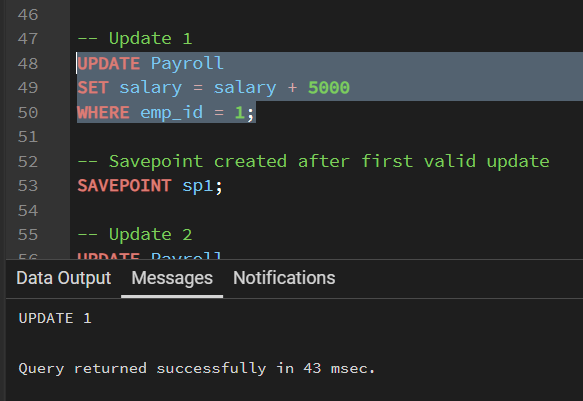 46
47 -- Update 1
48 UPDATE Payroll
49 SET salary = salary + 5000
50 WHERE emp_id = 1;
51
52 -- Savepoint created after first valid update
53 SAVEPOINT sp1;
54
55 -- Update 2
56 UPDATE Payroll
Data Output Messages Notifications
UPDATE 1
Query returned successfully in 43 msec.